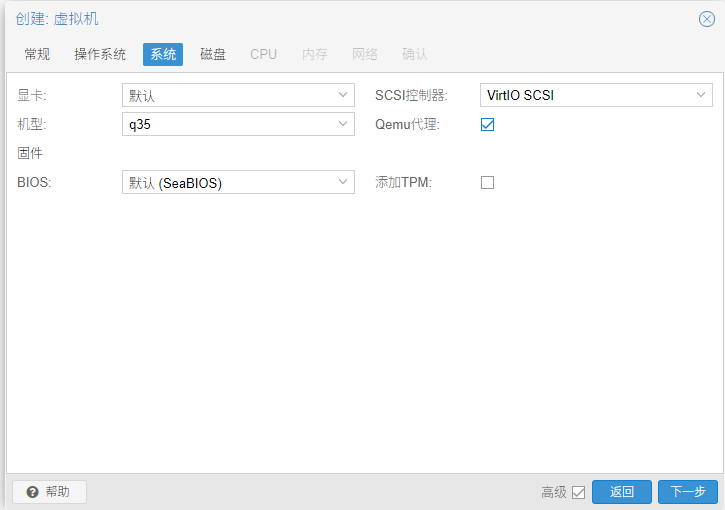 创建: 虚拟机
常规 操作系统 系统 磁盘 CPU 内存 网络 确认
显卡: 默认 SCSI控制器: VirtIO SCSI
机型: q35 Qemu代理:
固件
BIOS: 默认 (SeaBIOS) 添加TPM:
帮助 高级 返回 下一步